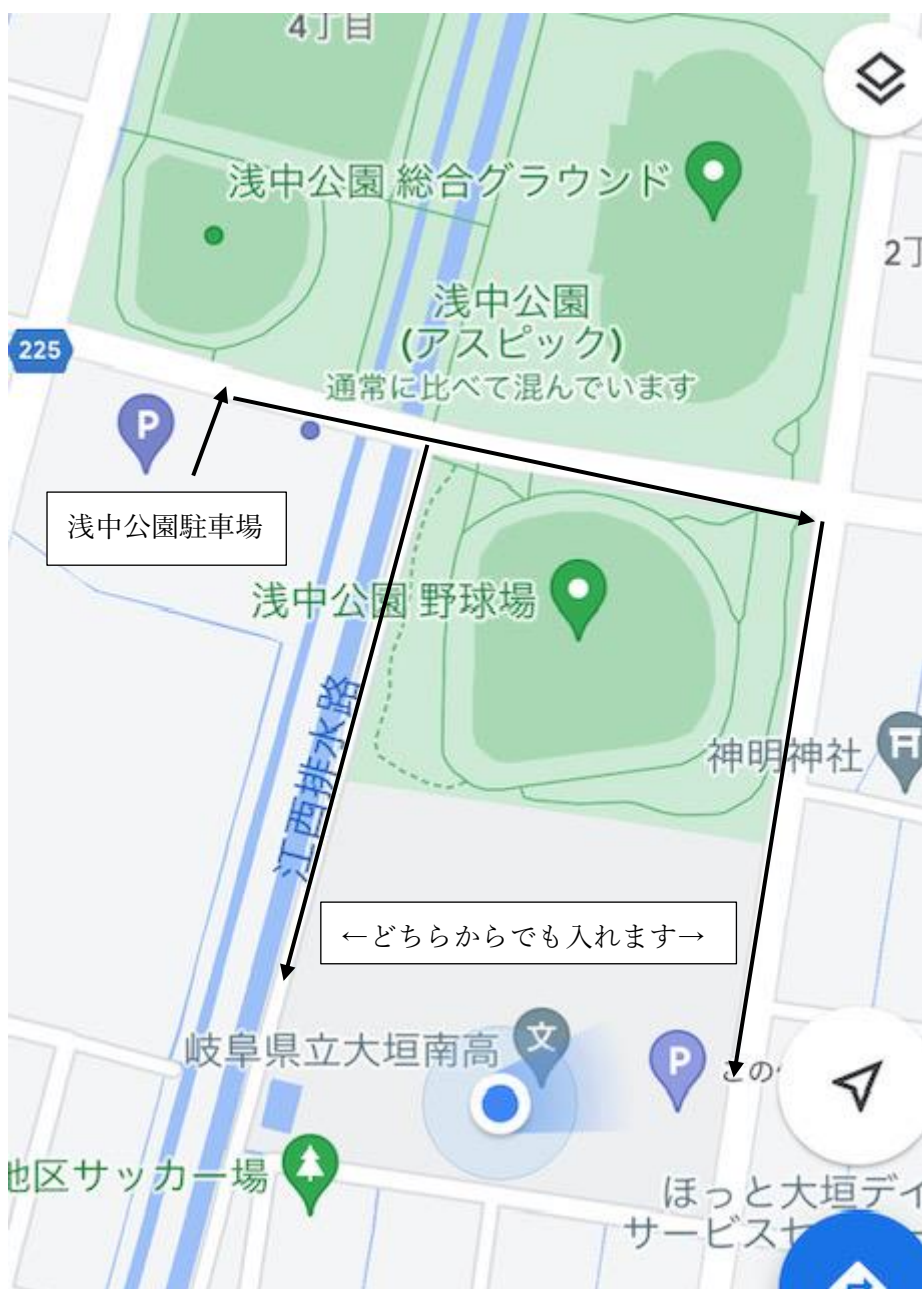 4丁目
浅中公園 総合グラウンド
2丁
浅中公園
(アスピック)
通常に比べて混んでいます
225
P
浅中公園駐車場
浅中公園 野球場
江西排水路
神明神社
←どちらからでも入れます→
岐阜県立大垣南高
文
P
この
地区サッカー場
ほっと大垣デイ
サービスセ